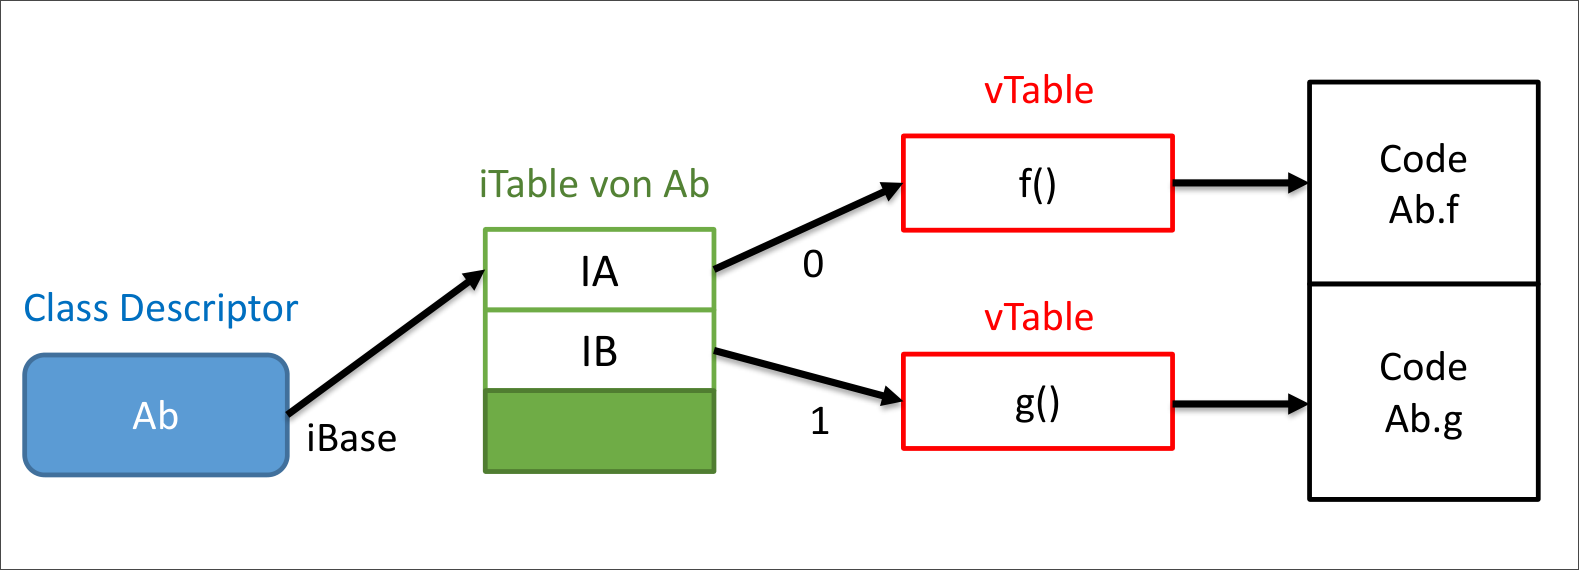 Class Descriptor
Ab
iBase
iTable von Ab
IA
IB
0
1
vTable
f()
vTable
g()
Code
Ab.f
Code
Ab.g